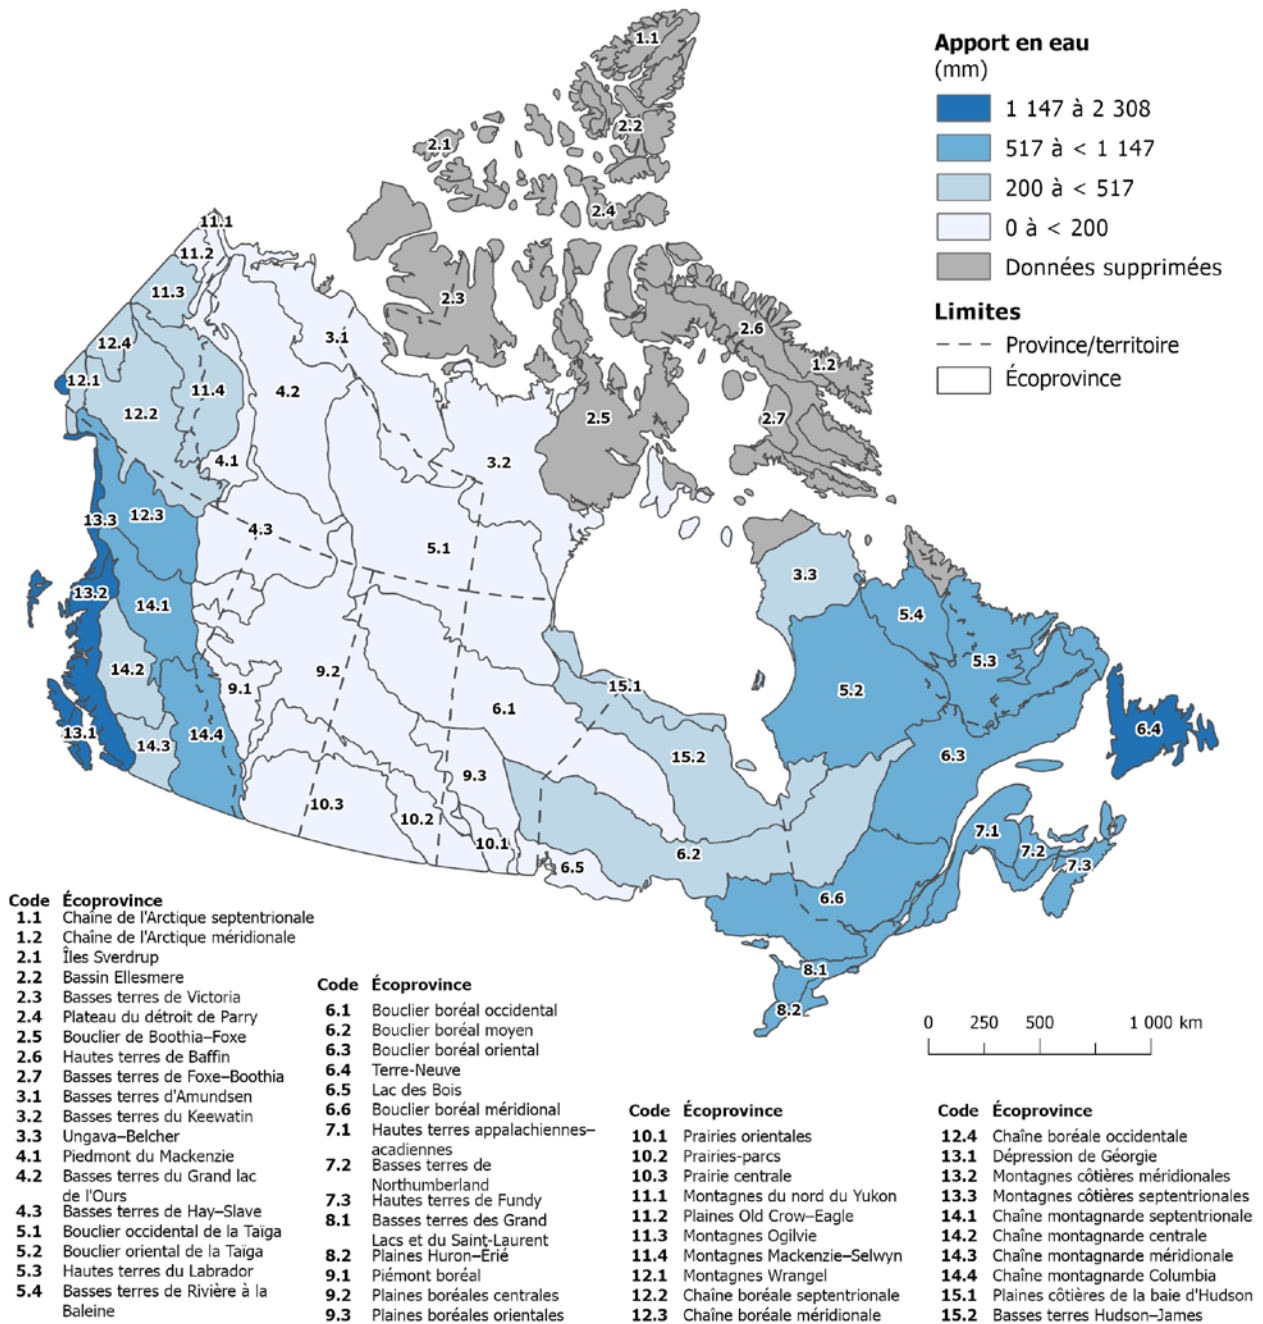 Apport en eau
(mm)
1 147 à 2 308
517 à < 1 147
200 à < 517
0 à < 200
Données supprimées
Limites
Province/territoire
Écoprovince
1.1
2.2
2.1
2.4
11.1
11.2
11.3
2.3
2.6
3.1
12.4
1.2
12.1
11.4
4.2
12.2
2.5
2.7
4.1
3.2
13.3
12.3
4.3
5.1
3.3
13.2
14.1
5.4
5.3
14.2
9.2
9.1
15.1
5.2
6.1
13.1
14.3
14.4
6.4
15.2
6.3
9.3
10.3
10.2
10.1
7.1
7.2
6.2
6.5
7.3
6.6
8.1
8.2
0 250 500 1 000 km
Code Écoprovince
1.1 Chaîne de l'Arctique septentrionale
1.2 Chaîne de l'Arctique méridionale
2.1 Îles Sverdrup
2.2 Bassin Ellesmere
2.3 Basses terres de Victoria
2.4 Plateau du détroit de Parry
2.5 Bouclier de Boothia–Foxe
2.6 Hautes terres de Baffin
2.7 Basses terres de Foxe–Boothia
3.1 Basses terres d'Amundsen
3.2 Basses terres du Keewatin
3.3 Ungava–Belcher
4.1 Piedmont du Mackenzie
4.2 Basses terres du Grand lac
de l'Ours
4.3 Basses terres de Hay–Slave
5.1 Bouclier occidental de la Taïga
5.2 Bouclier oriental de la Taïga
5.3 Hautes terres du Labrador
5.4 Basses terres de Rivière à la
Baleine
Code Écoprovince
6.1 Bouclier boréal occidental
6.2 Bouclier boréal moyen
6.3 Bouclier boréal oriental
6.4 Terre-Neuve
6.5 Lac des Bois
6.6 Bouclier boréal méridional
7.1 Hautes terres appalachiennes–
acadiennes
7.2 Basses terres de
Northumberland
7.3 Hautes terres de Fundy
8.1 Basses terres des Grand
Lacs et du Saint-Laurent
8.2 Plaines Huron–Érié
9.1 Piémont boréal
9.2 Plaines boréales centrales
9.3 Plaines boréales orientales
Code Écoprovince
10.1 Prairies orientales
10.2 Prairies-parcs
10.3 Prairie centrale
11.1 Montagnes du nord du Yukon
11.2 Plaines Old Crow–Eagle
11.3 Montagnes Ogilvie
11.4 Montagnes Mackenzie–Selwyn
12.1 Montagnes Wrangel
12.2 Chaîne boréale septentrionale
12.3 Chaîne boréale méridionale
Code Écoprovince
12.4 Chaîne boréale occidentale
13.1 Dépression de Géorgie
13.2 Montagnes côtières méridionales
13.3 Montagnes côtières septentrionales
14.1 Chaîne montagnarde septentrionale
14.2 Chaîne montagnarde centrale
14.3 Chaîne montagnarde méridionale
14.4 Chaîne montagnarde Columbia
15.1 Plaines côtières de la baie d'Hudson
15.2 Basses terres Hudson–James